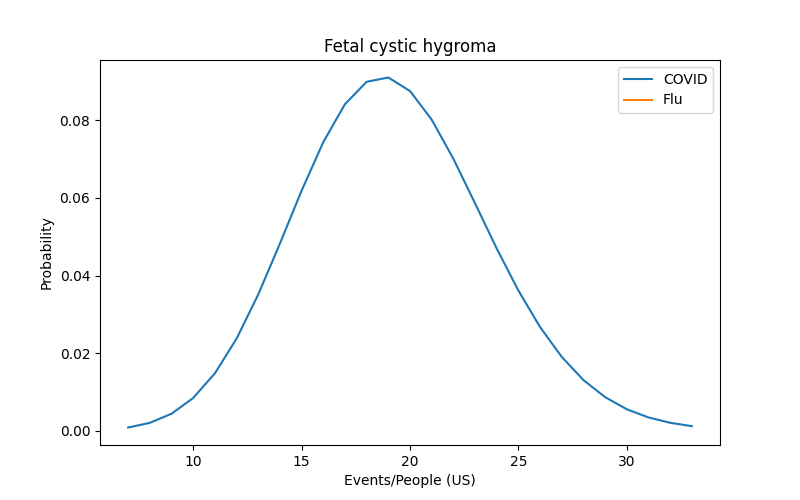 Fetal cystic hygroma
COVID
Flu
Probability
0.08
0.06
0.04
0.02
0.00
10 15 20 25 30
Events/People (US)